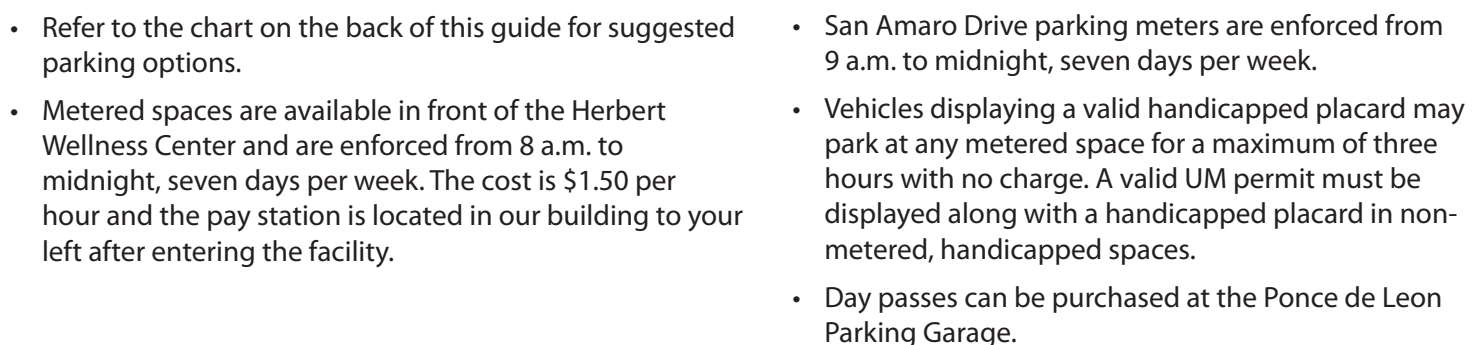 • Refer to the chart on the back of this guide for suggested
parking options.
• Metered spaces are available in front of the Herbert
Wellness Center and are enforced from 8 a.m. to
midnight, seven days per week. The cost is $1.50 per
hour and the pay station is located in our building to your
left after entering the facility.
• San Amaro Drive parking meters are enforced from
9 a.m. to midnight, seven days per week.
• Vehicles displaying a valid handicapped placard may
park at any metered space for a maximum of three
hours with no charge. A valid UM permit must be
displayed along with a handicapped placard in non-
metered, handicapped spaces.
• Day passes can be purchased at the Ponce de Leon
Parking Garage.